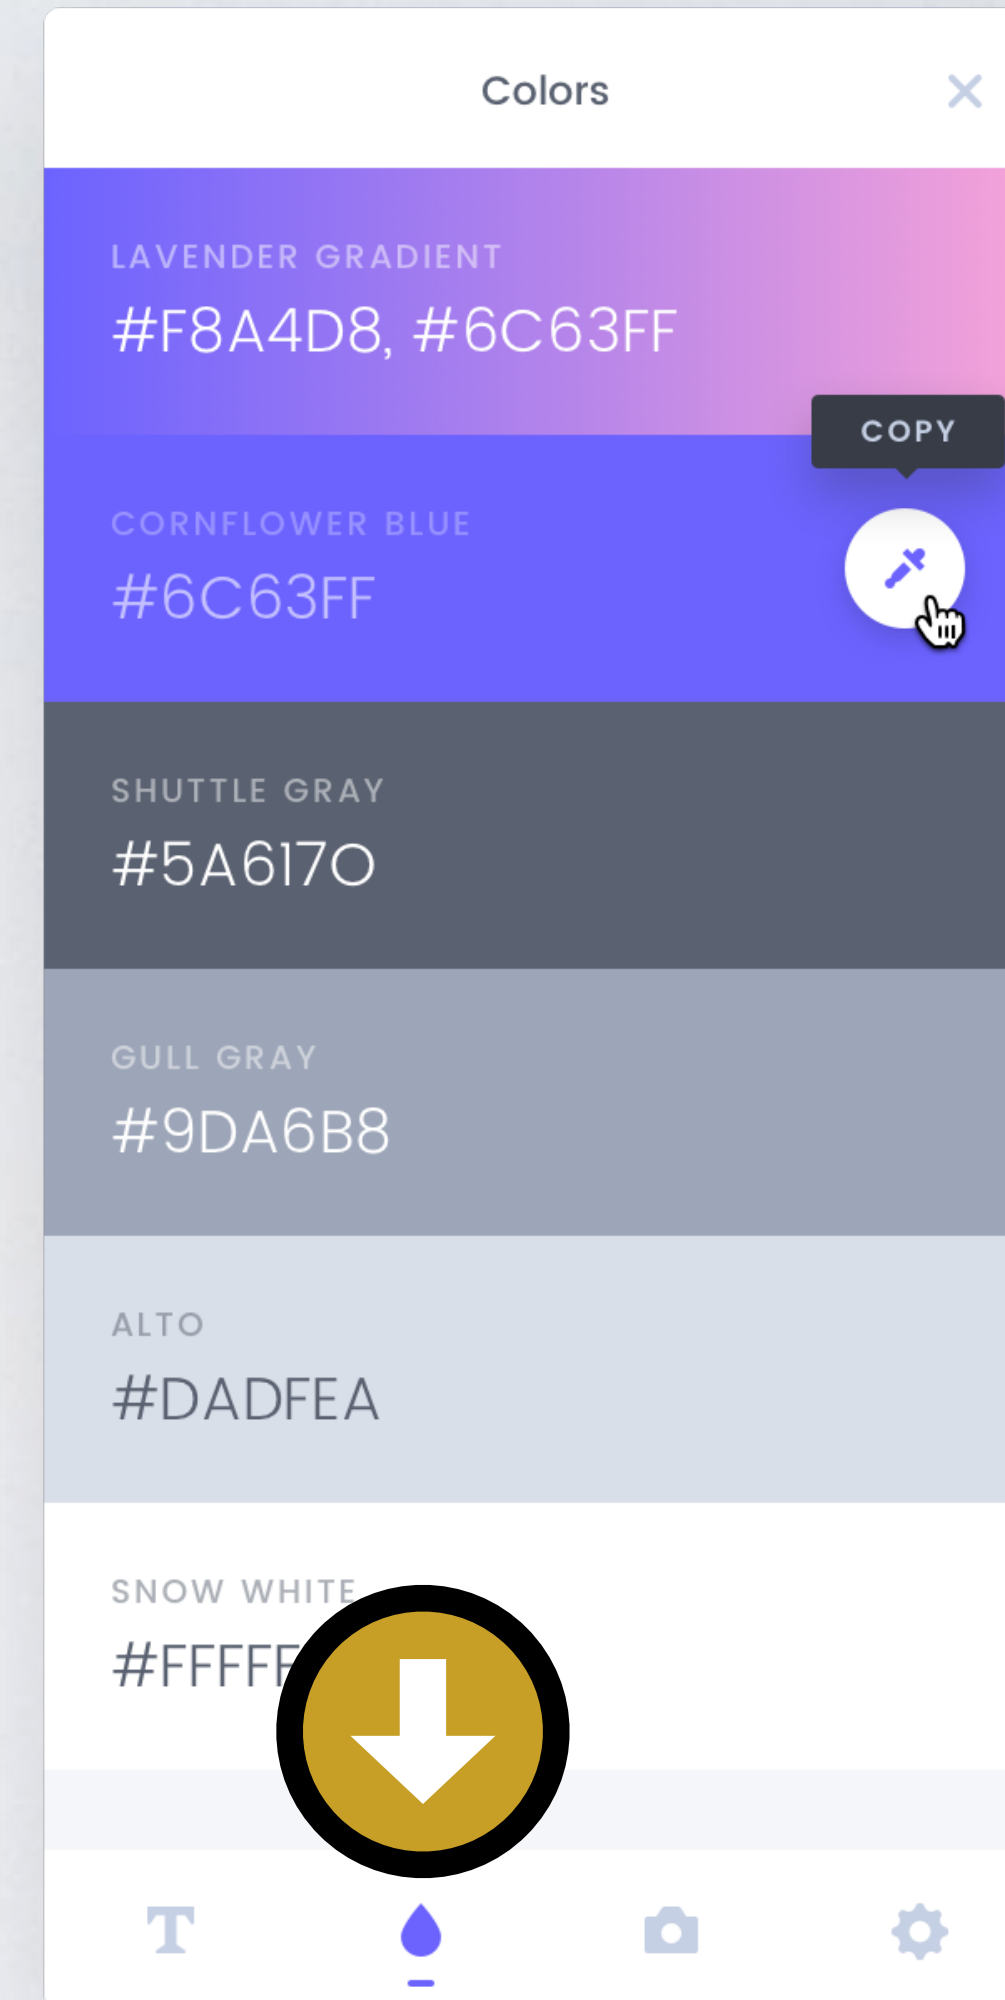 Colors
LAVENDER GRADIENT
#F8A4D8, #6C63FF
COPY
CORNFLOWER BLUE
#6C63FF
SHUTTLE GRAY
#5A6170
GULL GRAY
#9DA6B8
ALTO
#DADFEA
SNOW WHITE